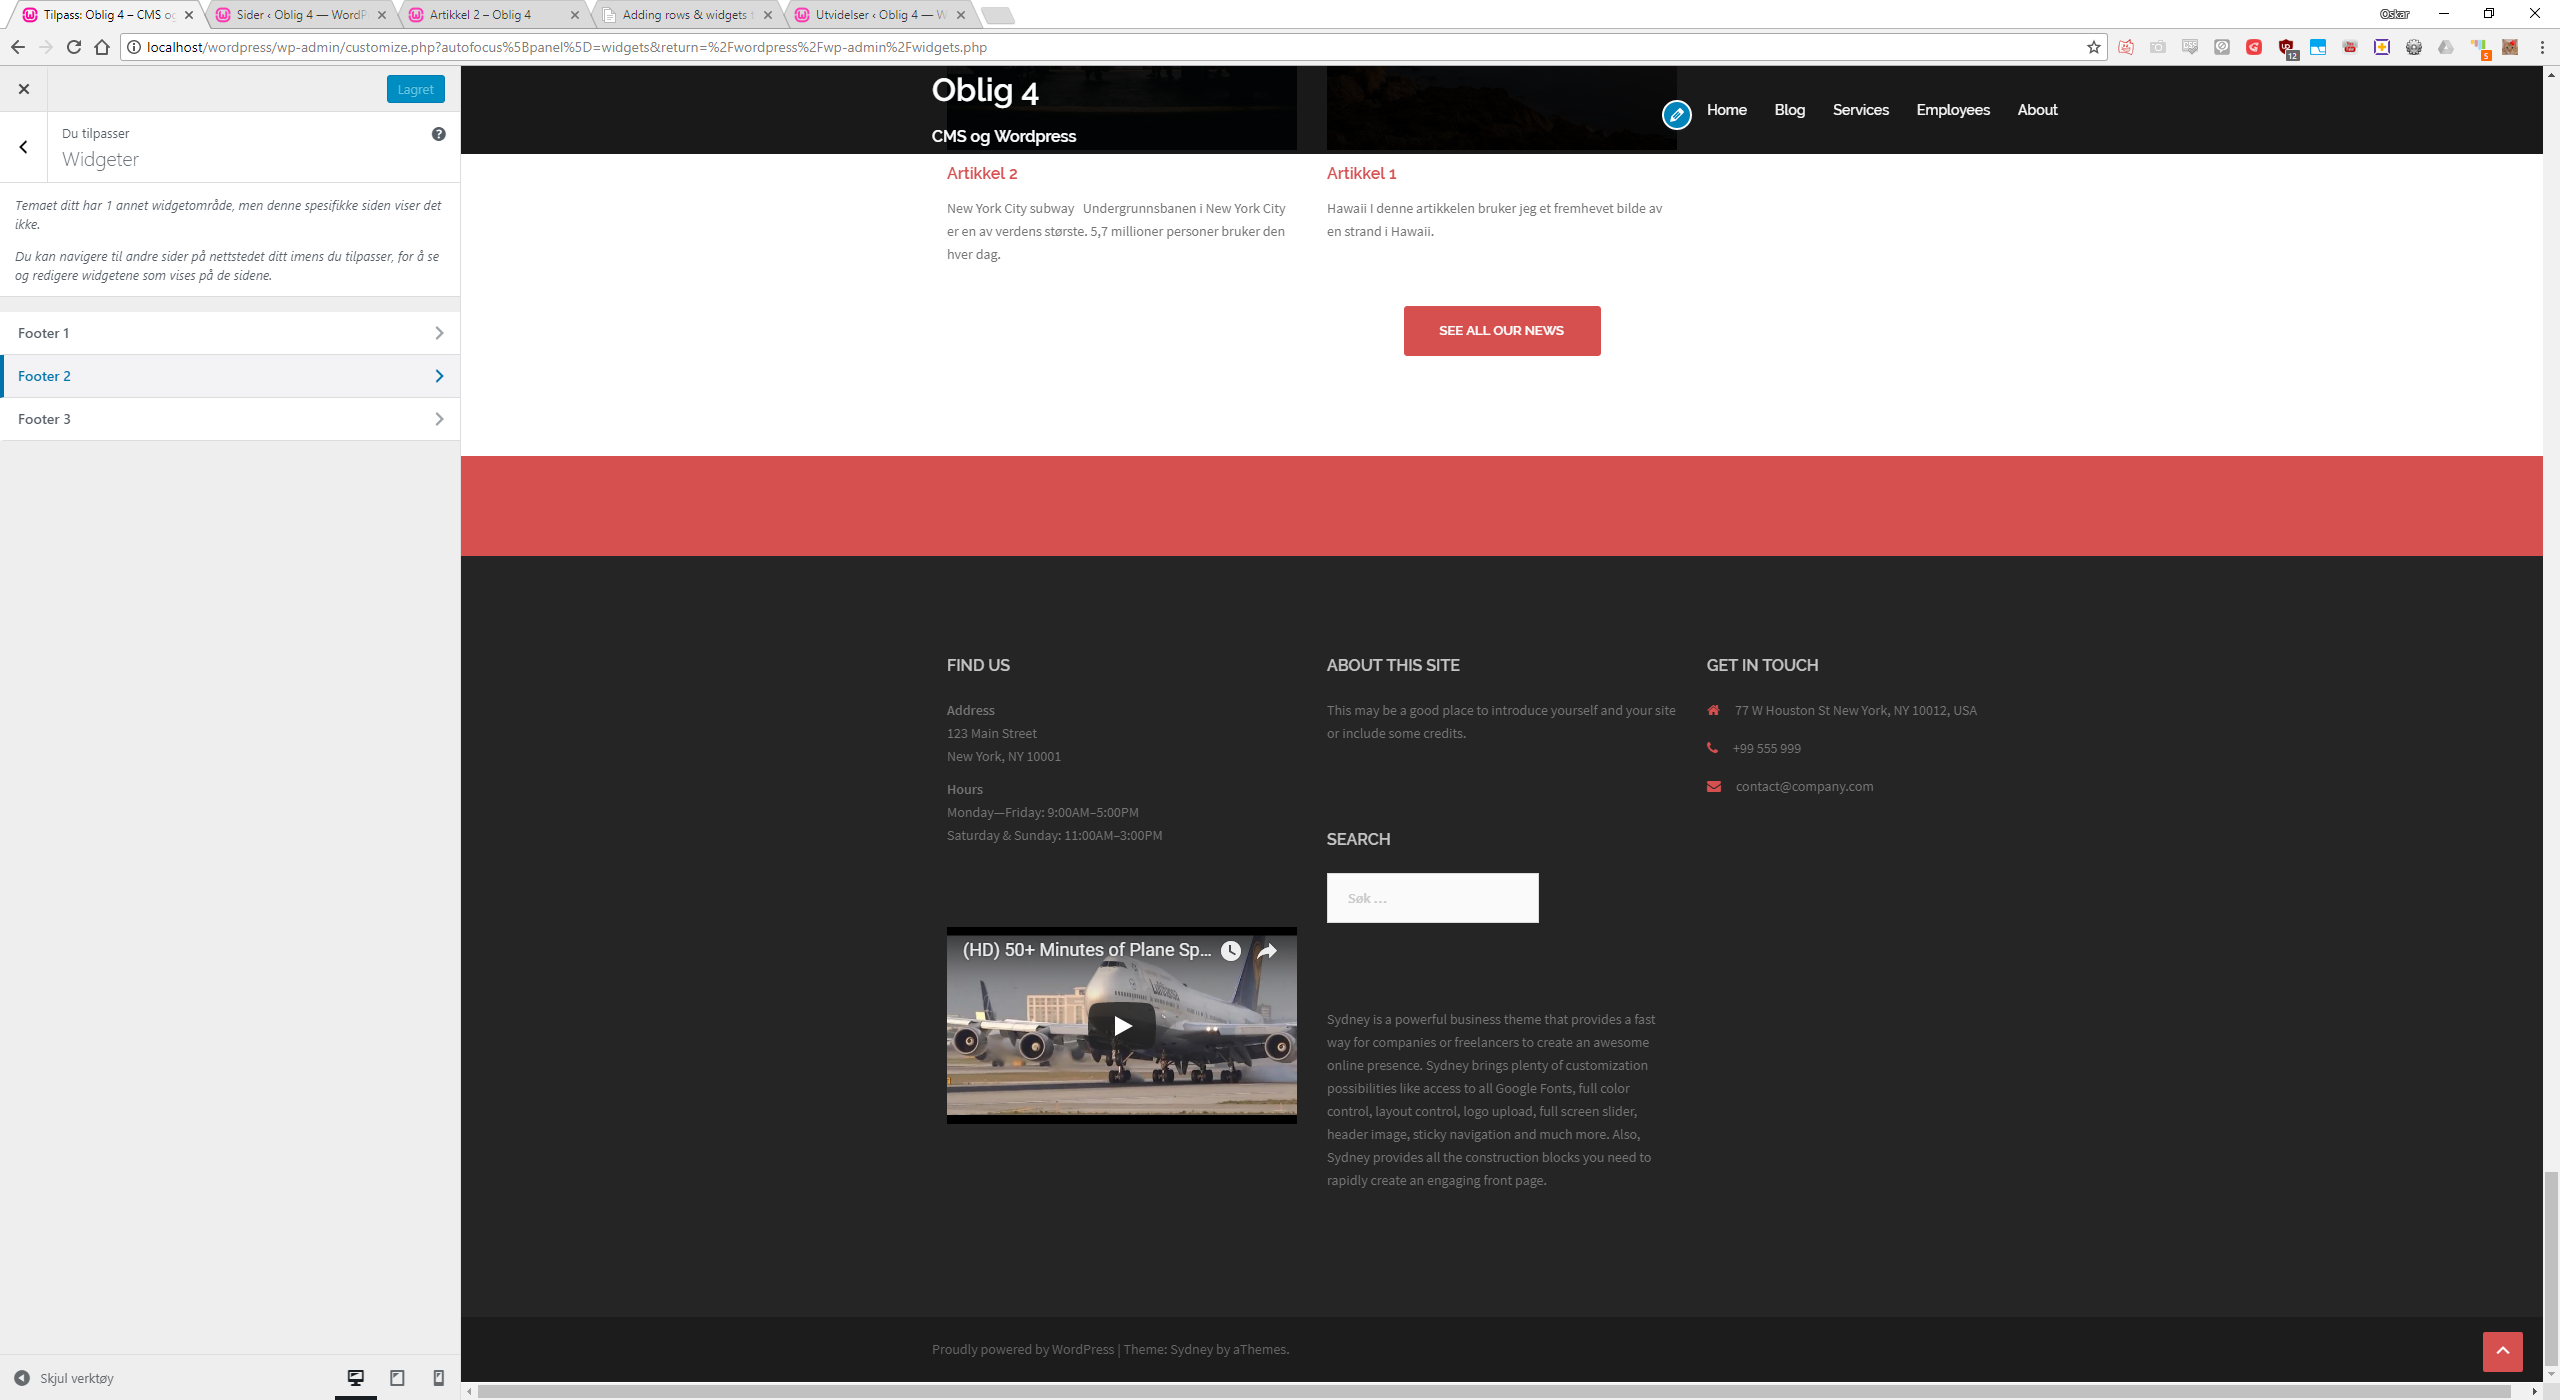 Tilpass: Oblig 4 – CMS og
Sider ‹ Oblig 4 — WordP
Artikkel 2 – Oblig 4
Adding rows & widgets t
Utvidelser ‹ Oblig 4 — W
Oskar
localhost/wordpress/wp-admin/customize.php?autofocus%5Bpanel%5D=widgets&return=%2Fwordpress%2Fwp-admin%2Fwidgets.php
12
5
Lagret
Du tilpasser
Widgeter
Temaet ditt har 1 annet widgetområde, men denne spesifikke siden viser det
ikke.
Du kan navigere til andre sider på nettstedet ditt imens du tilpasser, for å se
og redigere widgetene som vises på de sidene.
Footer 1
Footer 2
Footer 3
Skjul verktøy
Oblig 4
CMS og Wordpress
Home
Blog
Services
Employees
About
Artikkel 2
New York City subway   Undergrunnsbanen i New York City
er en av verdens største. 5,7 millioner personer bruker den
hver dag.
Artikkel 1
Hawaii I denne artikkelen bruker jeg et fremhevet bilde av
en strand i Hawaii.
SEE ALL OUR NEWS
FIND US
Address
123 Main Street
New York, NY 10001
Hours
Monday—Friday: 9:00AM–5:00PM
Saturday & Sunday: 11:00AM–3:00PM
(HD) 50+ Minutes of Plane Sp...
Lufthansa
ABOUT THIS SITE
This may be a good place to introduce yourself and your site
or include some credits.
SEARCH
Søk …
Sydney is a powerful business theme that provides a fast
way for companies or freelancers to create an awesome
online presence. Sydney brings plenty of customization
possibilities like access to all Google Fonts, full color
control, layout control, logo upload, full screen slider,
header image, sticky navigation and much more. Also,
Sydney provides all the construction blocks you need to
rapidly create an engaging front page.
GET IN TOUCH
77 W Houston St New York, NY 10012, USA
+99 555 999
contact@company.com
Proudly powered by WordPress | Theme: Sydney by aThemes.